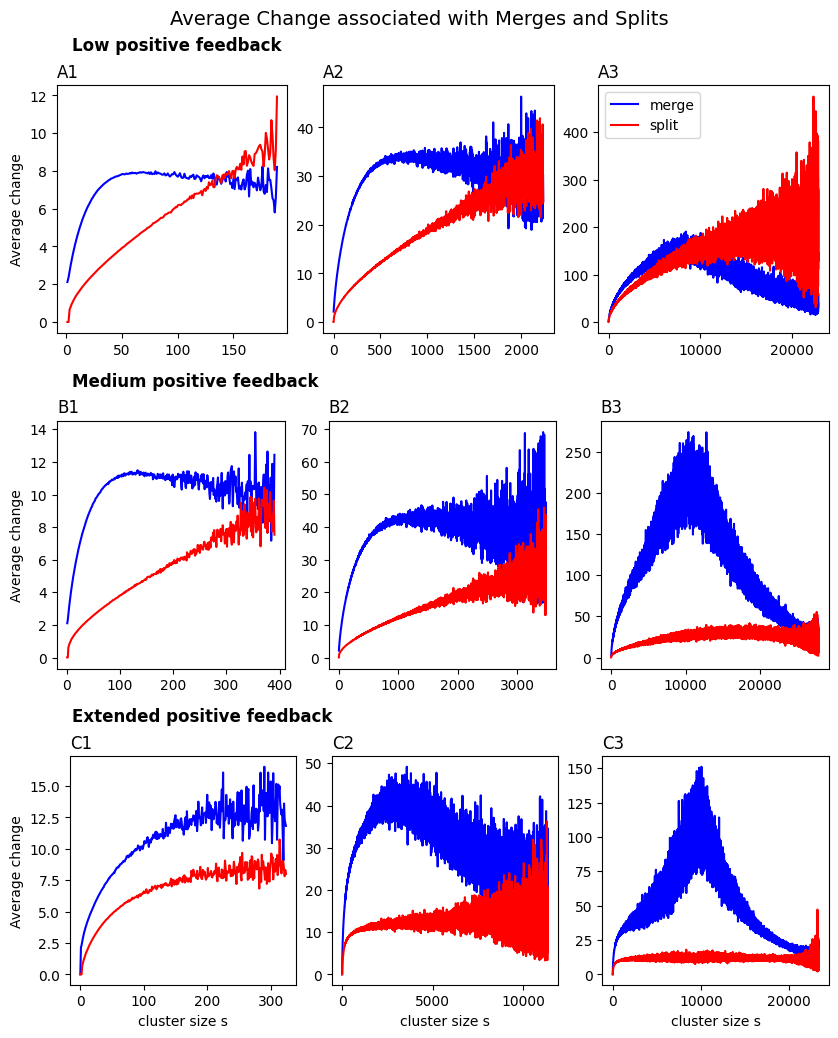 Average Change associated with Merges and Splits
Low positive feedback
A1 A2 A3
12 10 8 6 4 2 0
Average change
0 50 100 150
40 30 20 10 0
0 500 1000 1500 2000
400 300 200 100 0
0 10000 20000
merge
split
Medium positive feedback
B1 B2 B3
14 12 10 8 6 4 2 0
Average change
0 100 200 300 400
70 60 50 40 30 20 10 0
0 1000 2000 3000
250 200 150 100 50 0
0 10000 20000
Extended positive feedback
C1 C2 C3
15.0 12.5 10.0 7.5 5.0 2.5 0.0
Average change
0 100 200 300
cluster size s
50 40 30 20 10 0
0 5000 10000
cluster size s
150 125 100 75 50 25 0
0 10000 20000
cluster size s